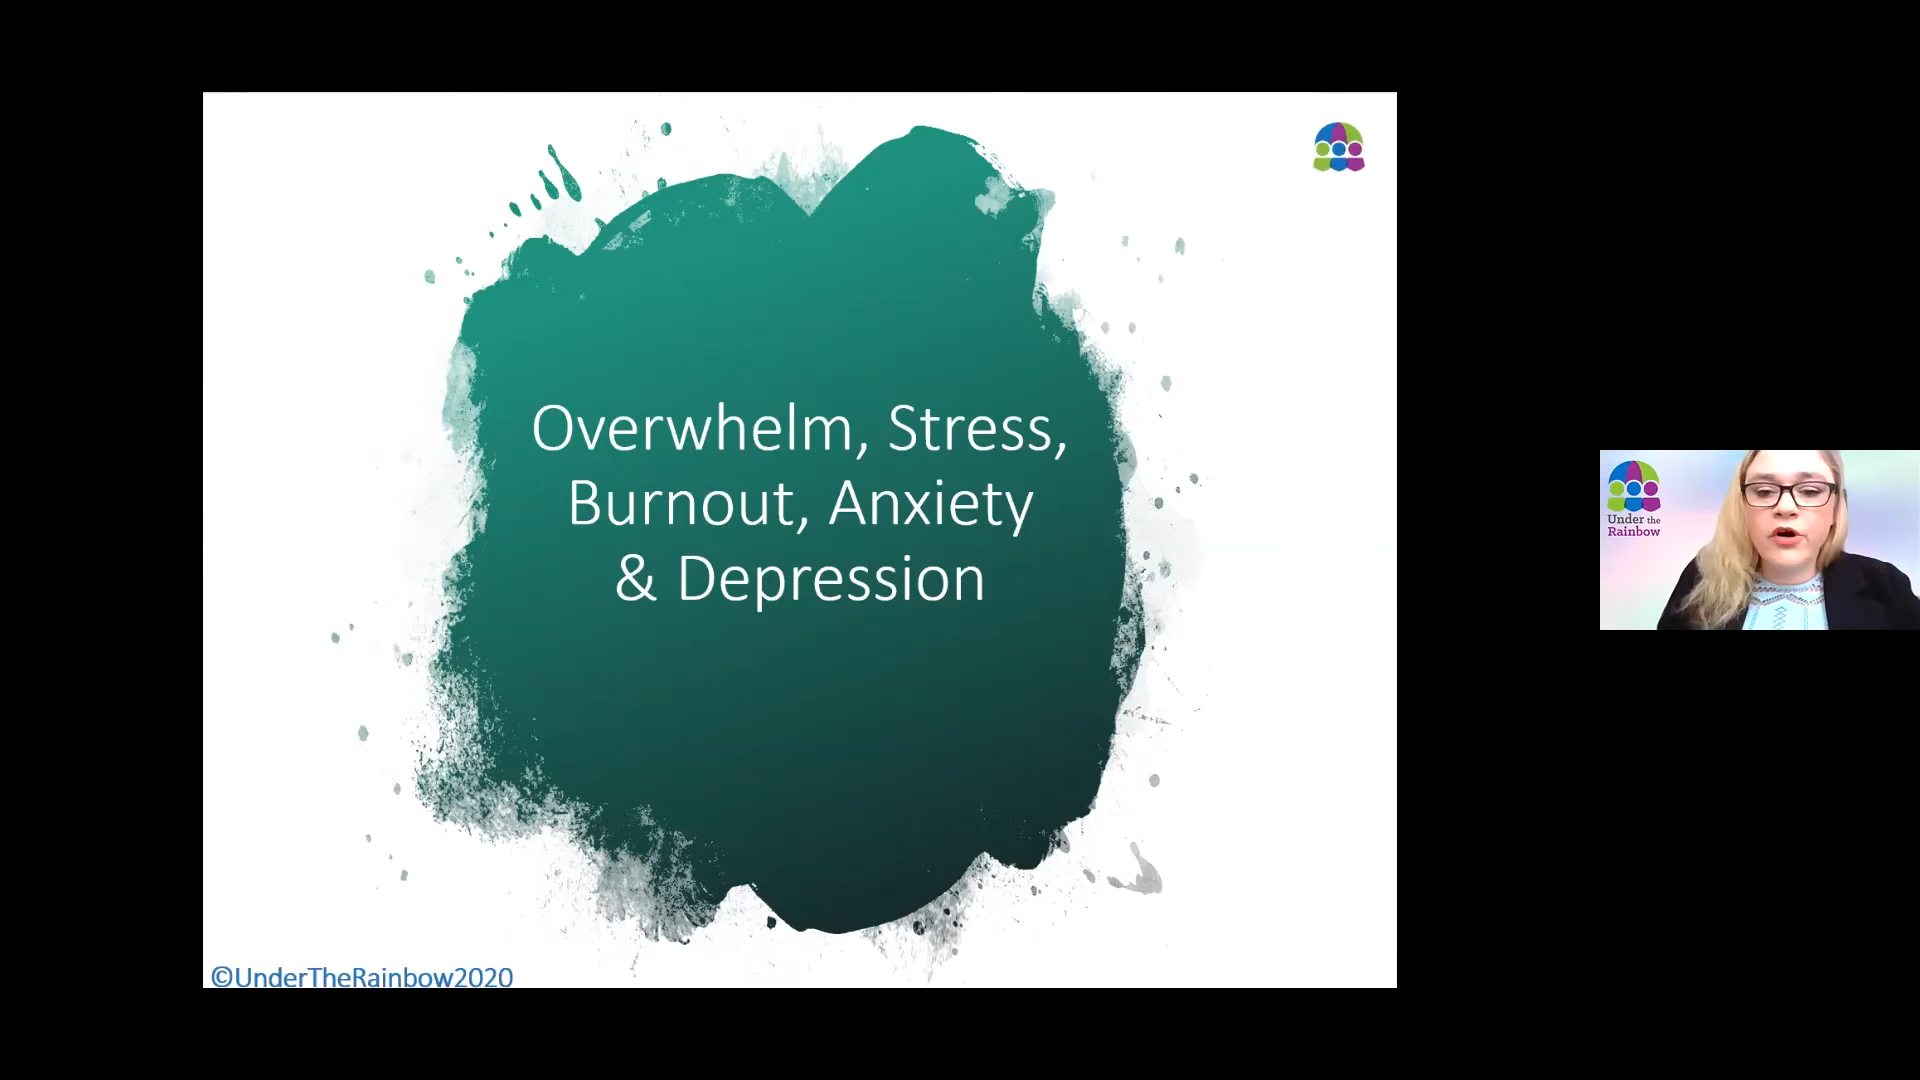 Overwhelm, Stress,
Burnout, Anxiety
& Depression
©UnderTheRainbow2020
Under the
Rainbow